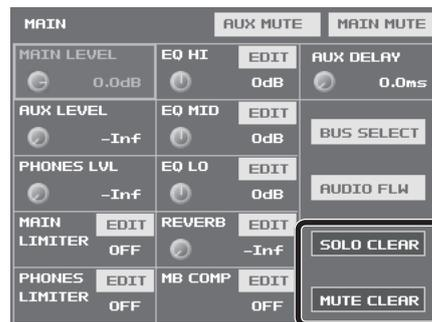 MAIN AUX MUTE MAIN MUTE
MAIN LEVEL EQ HI EDIT AUX DELAY
0.0dB 0dB 0.0ms
AUX LEVEL EQ MID EDIT
-Inf 0dB BUS SELECT
PHONES LVL EQ LO EDIT
-Inf 0dB AUDIO FLW
MAIN LIMITER EDIT REVERB EDIT
OFF -Inf SOLO CLEAR
PHONES LIMITER EDIT MB COMP EDIT
OFF OFF MUTE CLEAR